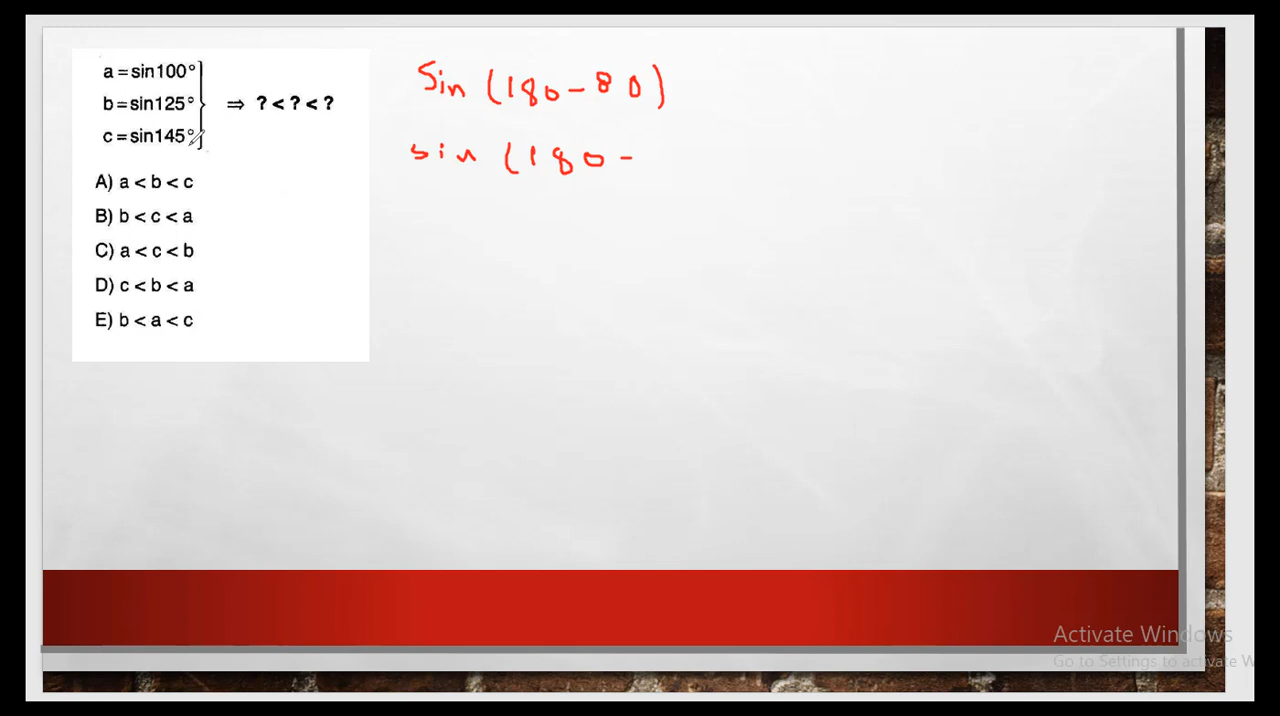 a = sin100°
b = sin125° ⇒ ? < ? < ?
c = sin145°
A) a < b < c
B) b < c < a
C) a < c < b
D) c < b < a
E) b < a < c
Sin (180 - 80)
sin (180 -
Activate Windows
Go to Settings to activate W